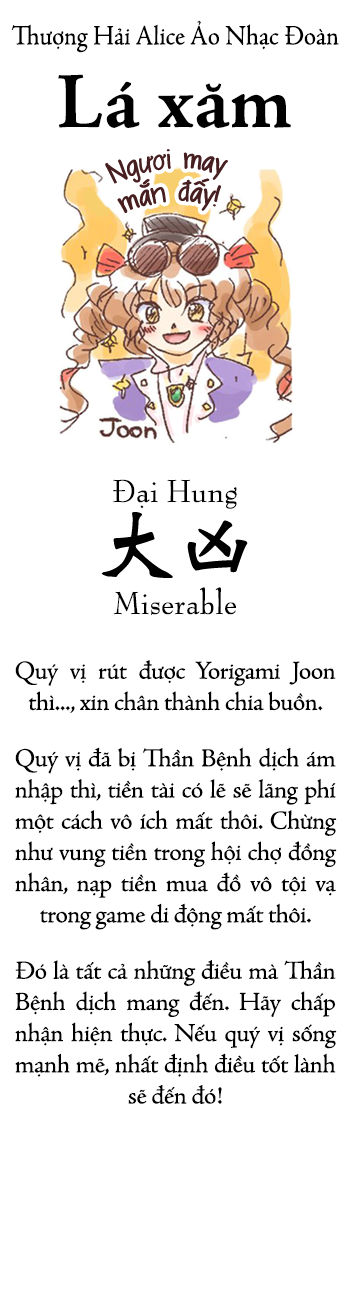 Thượng Hải Alice Ảo Nhạc Đoàn
Lá xăm
Ngươi may
mắn đấy!
Joon
Đại Hung
大凶
Miserable
Quý vị rút được Yorigami Joon
thì..., xin chân thành chia buồn.
Quý vị đã bị Thần Bệnh dịch ám
nhập thì, tiền tài có lẽ sẽ lãng phí
một cách vô ích mất thôi. Chừng
như vung tiền trong hội chợ đồng
nhân, nạp tiền mua đồ vô tội vạ
trong game di động mất thôi.
Đó là tất cả những điều mà Thần
Bệnh dịch mang đến. Hãy chấp
nhận hiện thực. Nếu quý vị sống
mạnh mẽ, nhất định điều tốt lành
sẽ đến đó!